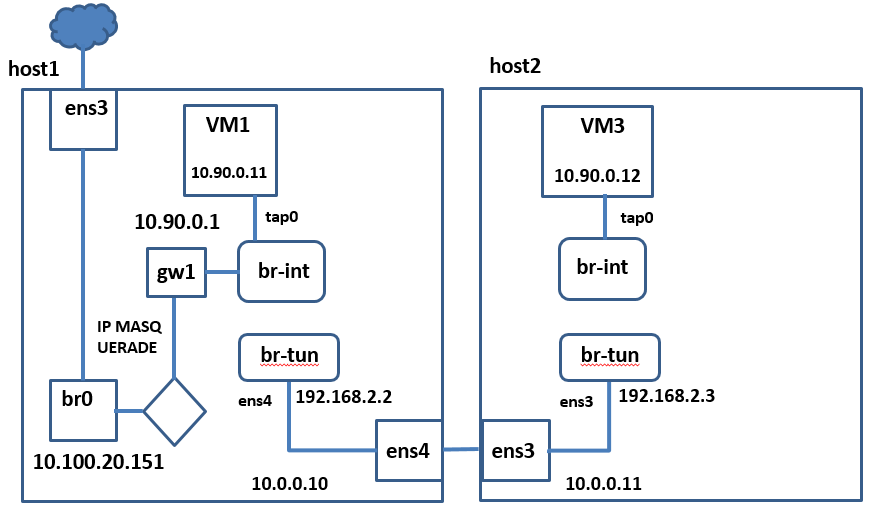 host1
host2
ens3
VM1
10.90.0.11
VM3
10.90.0.12
tap0
tap0
10.90.0.1
gw1
br-int
br-int
IP MASQ
UERADE
br-tun
br-tun
ens4
192.168.2.2
ens3
192.168.2.3
br0
10.100.20.151
ens4
ens3
10.0.0.10
10.0.0.11